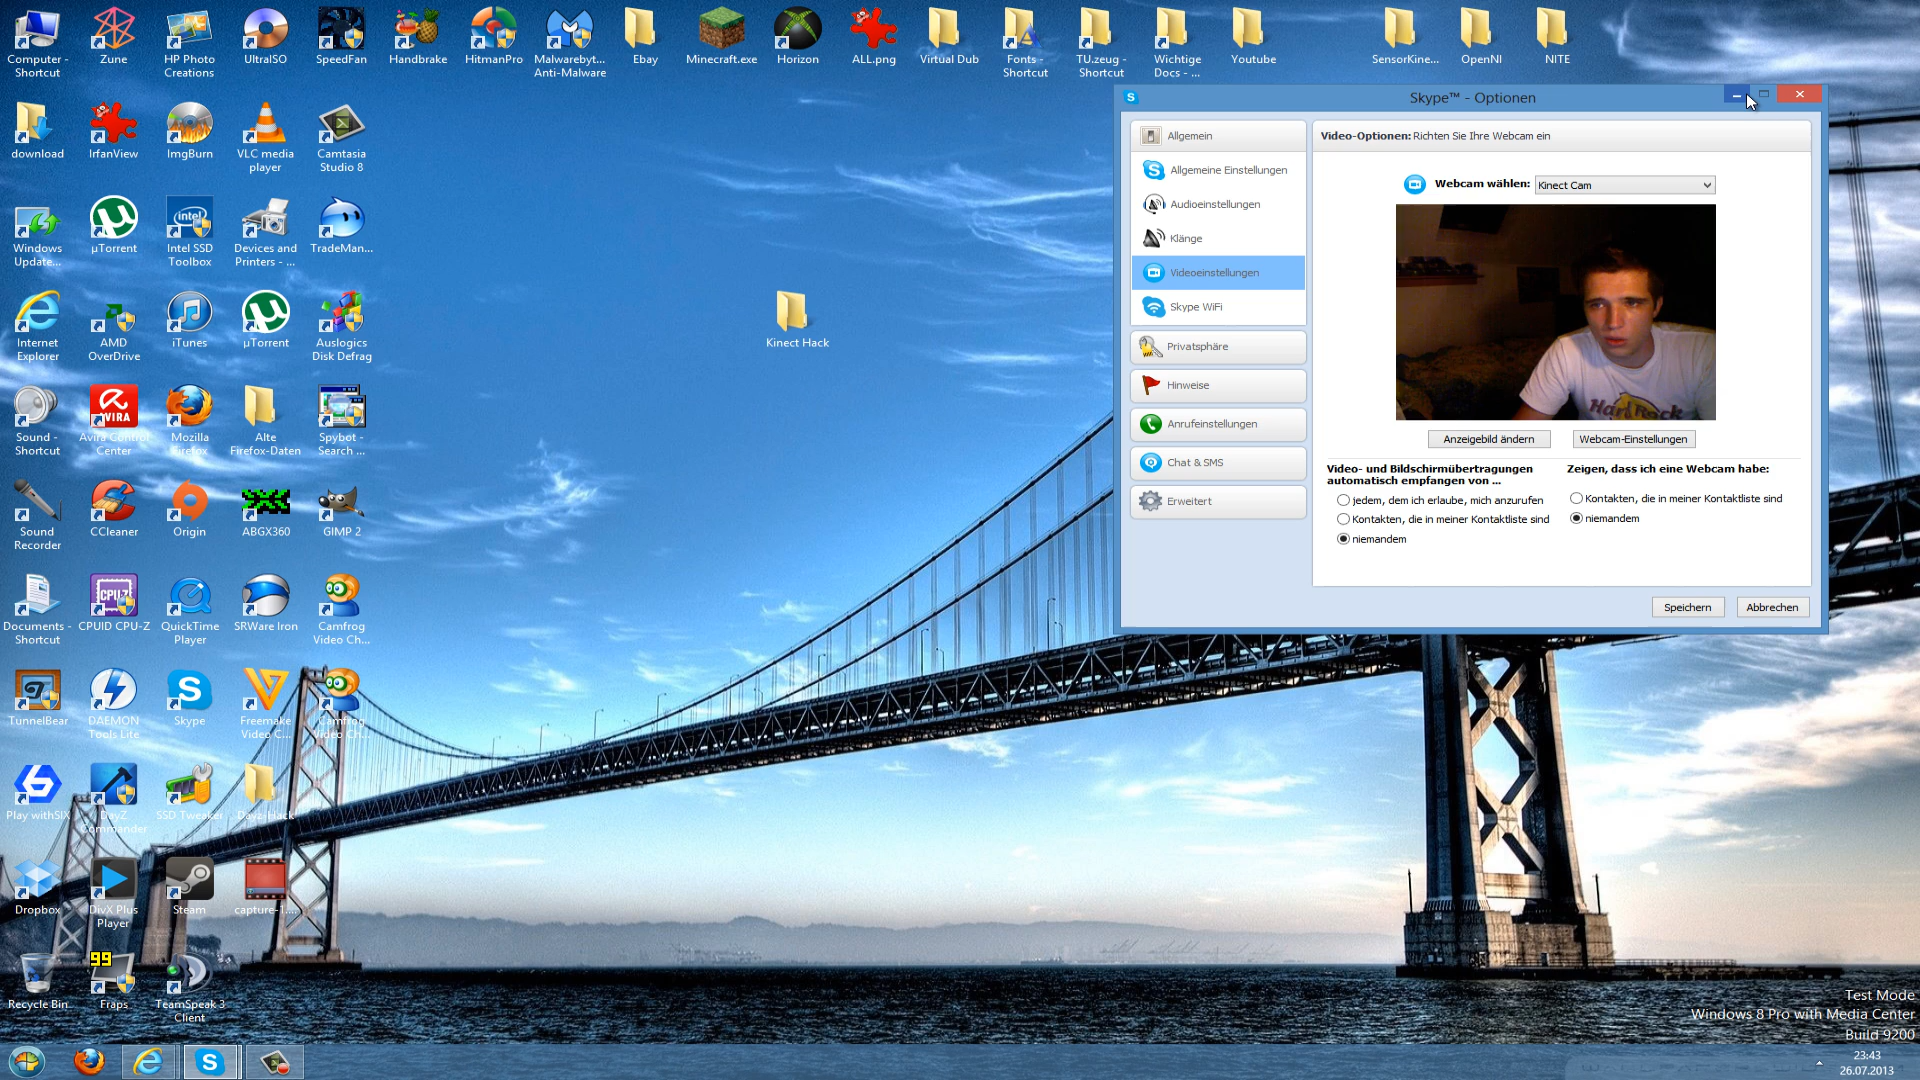 Computer -
Shortcut
Zune
HP Photo
Creations
UltraISO
SpeedFan
Handbrake
HitmanPro
Malwarebyt...
Anti-Malware
Ebay
Minecraft.exe
Horizon
ALL.png
Virtual Dub
Fonts -
Shortcut
TU.zeug -
Shortcut
Wichtige
Docs - ...
Youtube
SensorKine...
OpenNI
NITE
download
IrfanView
ImgBurn
VLC media
player
Camtasia
Studio 8
Windows
Update...
µTorrent
intel
Intel SSD
Toolbox
Devices and
Printers - ...
TradeMan...
Internet
Explorer
AMD
OverDrive
iTunes
µTorrent
Auslogics
Disk Defrag
Kinect Hack
Sound -
Shortcut
AVIRA
Avira Control
Center
Mozilla
Firefox
Alte
Firefox-Daten
Spybot -
Search ...
Sound
Recorder
CCleaner
Origin
ABGX360
GIMP 2
Documents -
Shortcut
CPU-Z
CPUID CPU-Z
QuickTime
Player
SRWare Iron
Camfrog
Video Ch...
TunnelBear
DAEMON
Tools Lite
Skype
Freemake
Video C...
Camfrog
Video Ch...
Play withSIX
DayZ
Commander
SSD Tweaker
DayZ-Hack
Dropbox
DivX Plus
Player
Steam
capture-1....
Recycle Bin
99
Fraps
TeamSpeak 3
Client
Skype™ - Optionen
Allgemein
Allgemeine Einstellungen
Audioeinstellungen
Klänge
Videoeinstellungen
Skype WiFi
Privatsphäre
Hinweise
Anrufeinstellungen
Chat & SMS
Erweitert
Video-Optionen: Richten Sie Ihre Webcam ein
Webcam wählen: Kinect Cam
Hard Rock
Anzeigebild ändern
Webcam-Einstellungen
Video- und Bildschirmübertragungen
automatisch empfangen von ...
jedem, dem ich erlaube, mich anzurufen
Kontakten, die in meiner Kontaktliste sind
niemandem
Zeigen, dass ich eine Webcam habe:
Kontakten, die in meiner Kontaktliste sind
niemandem
Speichern
Abbrechen
Test Mode
Windows 8 Pro with Media Center
Build 9200
23:43
26.07.2013